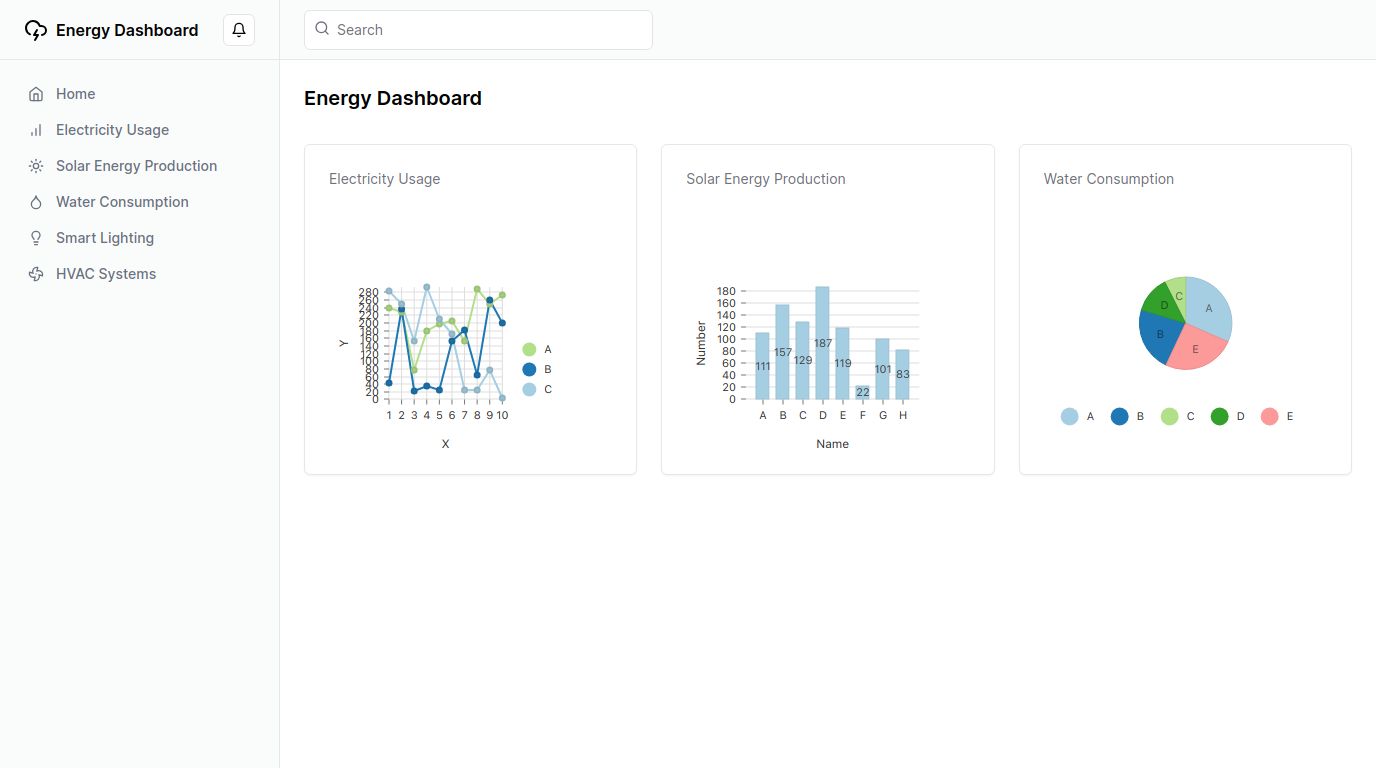 Energy Dashboard
Search
Home
Electricity Usage
Solar Energy Production
Water Consumption
Smart Lighting
HVAC Systems
Energy Dashboard
Electricity Usage
280
260
240
220
200
180
160
140
120
100
80
60
40
20
0
Y
1 2 3 4 5 6 7 8 9 10
X
A
B
C
Solar Energy Production
180
160
140
120
100
80
60
40
20
0
Number
111 157 129 187 119 22 101 83
A B C D E F G H
Name
Water Consumption
C
D A
B
E
A B C D E